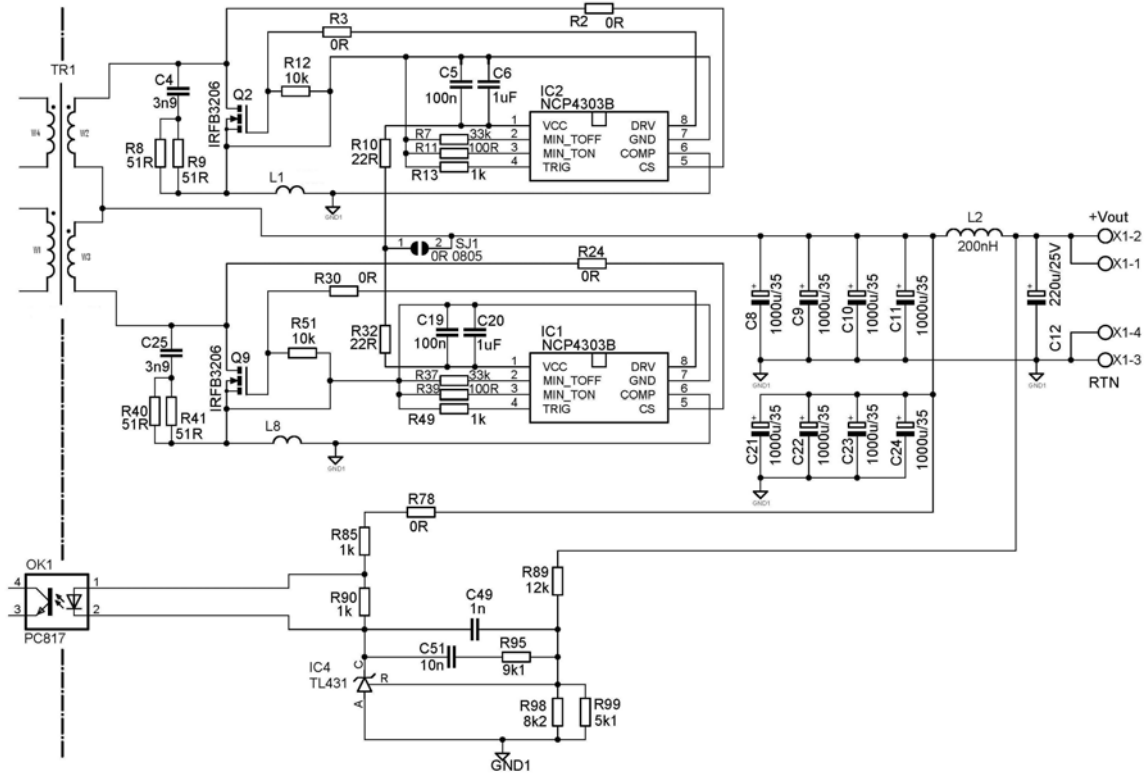 R3
0R
R2
0R
TR1
C4
3n9
R12
10k
Q2
IRFB3206
C5
100n
C6
1uF
IC2
NCP4303B
1
VCC
DRV
8
2
MIN_TOFF
GND
7
3
MIN_TON
COMP
6
4
TRIG
CS
5
R7
33k
R11
100R
R13
1k
R10
22R
W4
W2
R8
51R
R9
51R
L1
GND1
W1
W3
1
2
SJ1
0R 0805
R24
0R
R30
0R
L2
200nH
+Vout
X1-2
X1-1
X1-4
X1-3
RTN
C8
1000u/35
C9
1000u/35
C10
1000u/35
C11
1000u/35
C12
220u/25V
GND1
GND1
C25
3n9
R51
10k
Q9
IRFB3206
R32
22R
C19
100n
C20
1uF
IC1
NCP4303B
1
VCC
DRV
8
2
MIN_TOFF
GND
7
3
MIN_TON
COMP
6
4
TRIG
CS
5
R37
33k
R39
100R
R49
1k
R40
51R
R41
51R
L8
GND1
C21
1000u/35
C22
1000u/35
C23
1000u/35
C24
1000u/35
GND1
R78
0R
R85
1k
OK1
4
3
1
2
PC817
R90
1k
C49
1n
R89
12k
C51
10n
R95
9k1
IC4
TL431
C
R
A
R98
8k2
R99
5k1
GND1